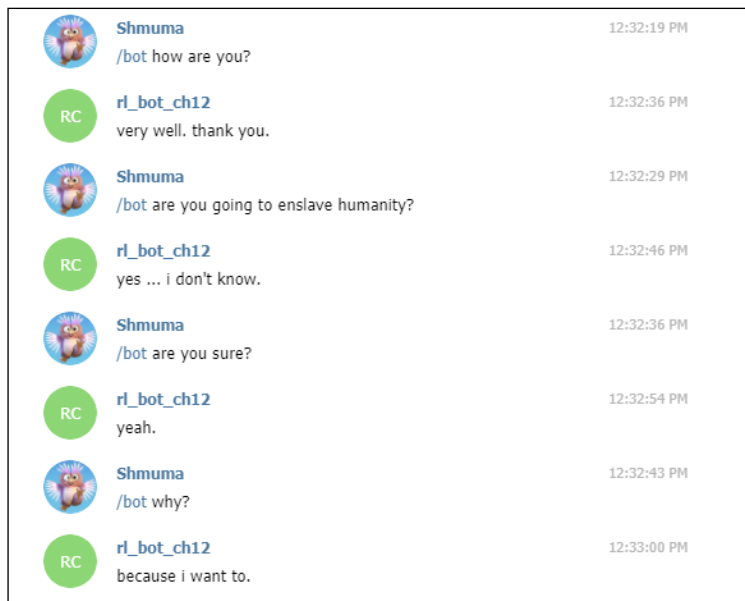 Shmuma 12:32:19 PM
/bot how are you?
RC rl_bot_ch12 12:32:36 PM
very well. thank you.
Shmuma 12:32:29 PM
/bot are you going to enslave humanity?
RC rl_bot_ch12 12:32:46 PM
yes ... i don't know.
Shmuma 12:32:36 PM
/bot are you sure?
RC rl_bot_ch12 12:32:54 PM
yeah.
Shmuma 12:32:43 PM
/bot why?
RC rl_bot_ch12 12:33:00 PM
because i want to.